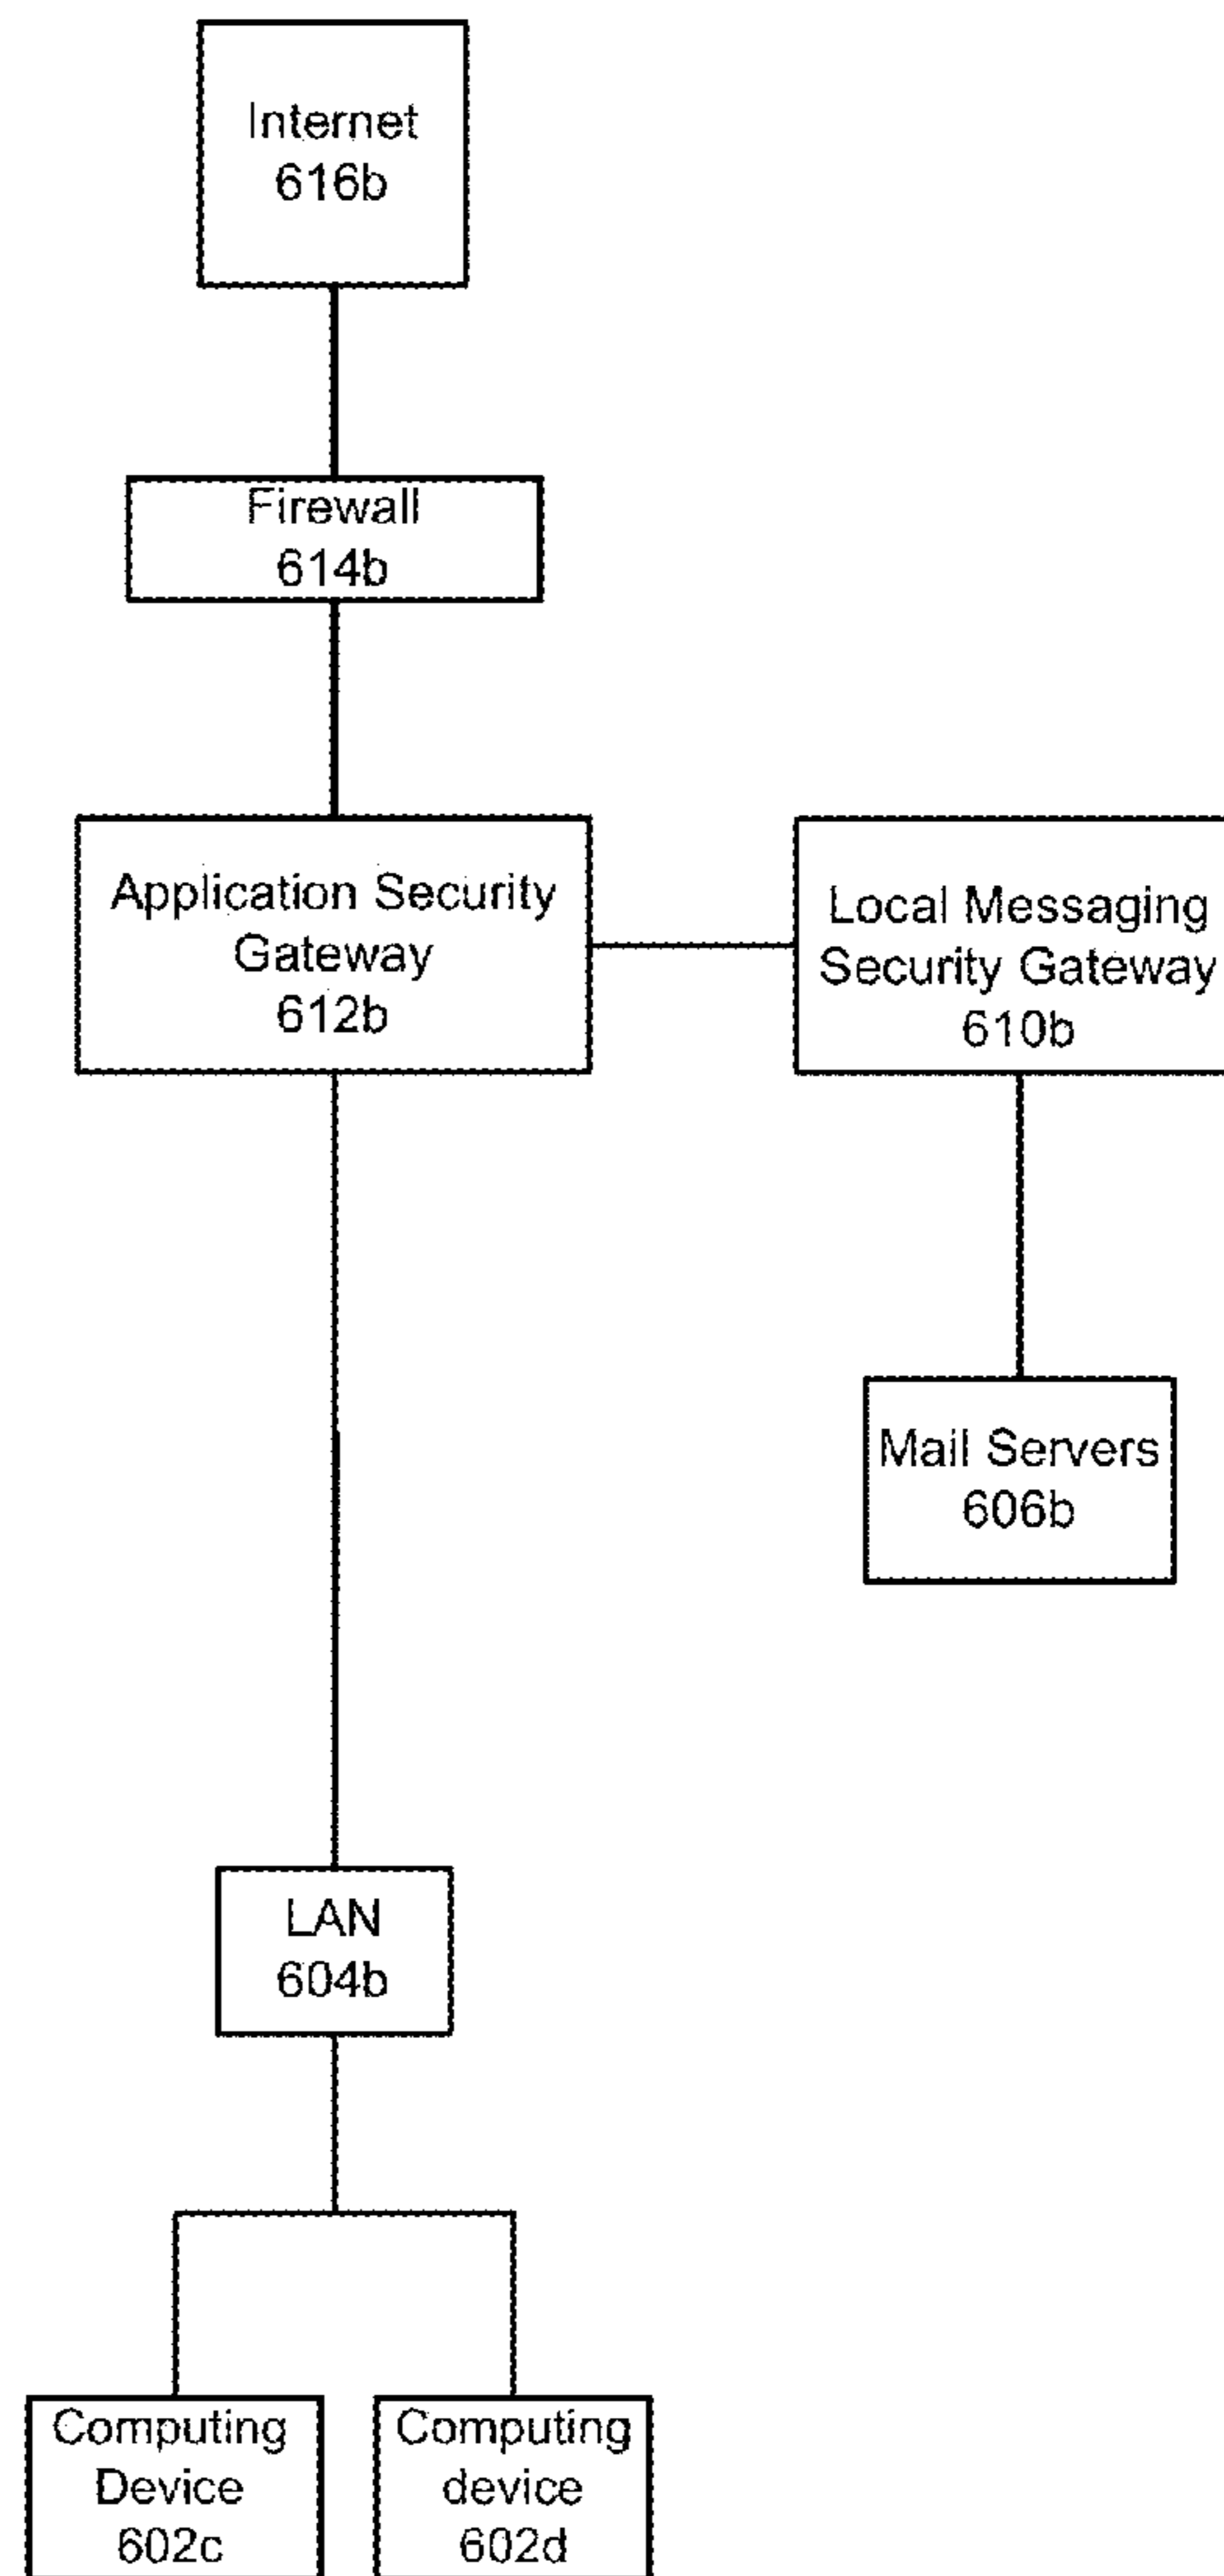 Internet
616b
Firewall
614b
Application Security
Gateway
612b
Local Messaging
Security Gateway
610b
Mail Servers
606b
LAN
604b
Computing
Device
602c
Computing
device
602d